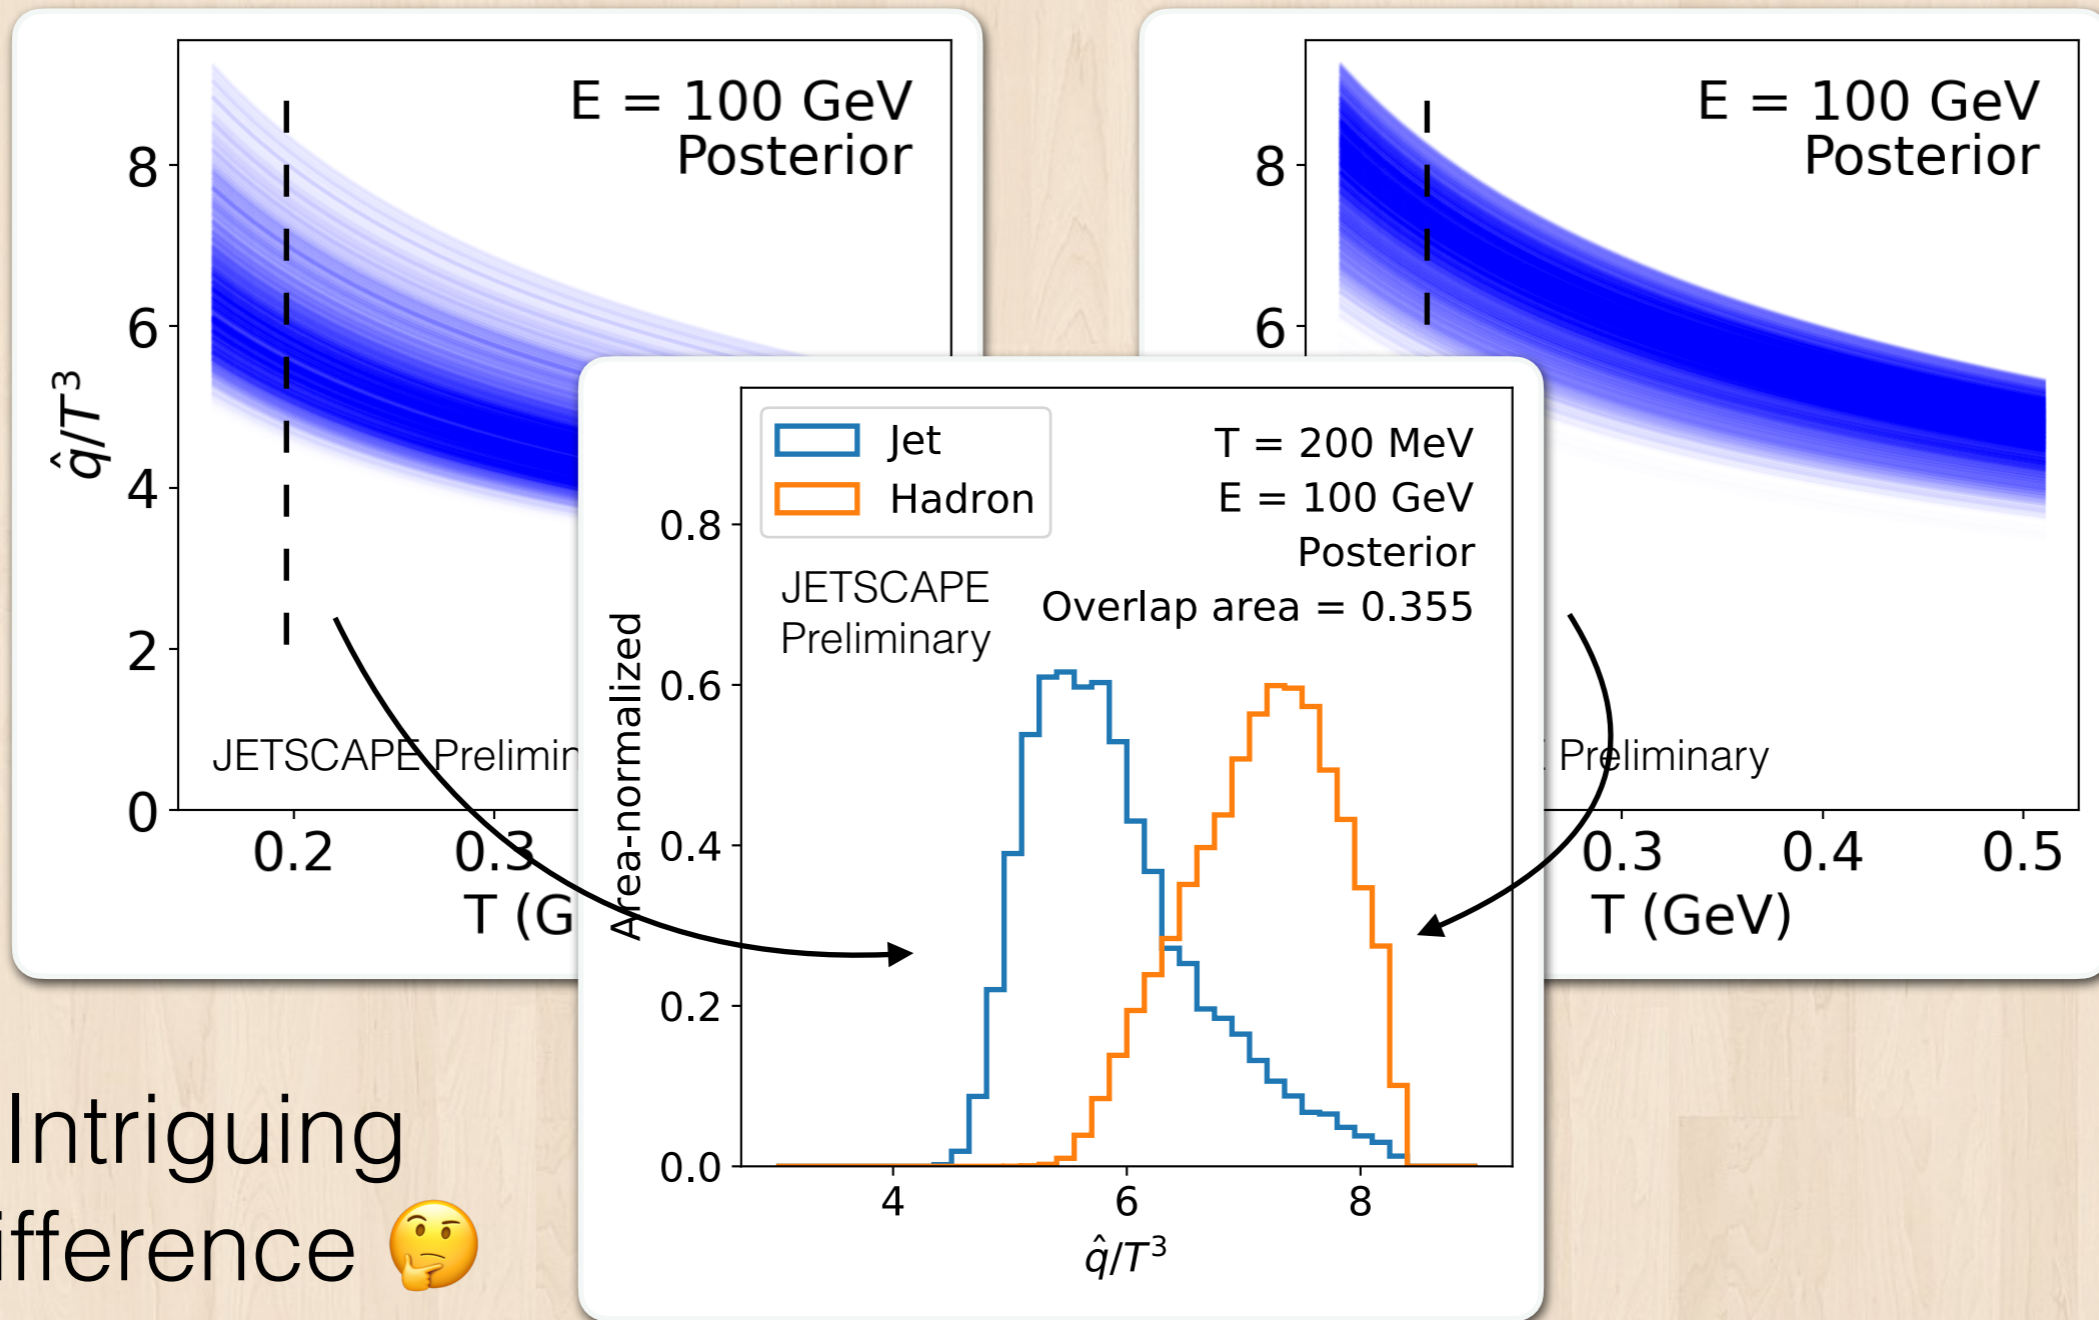 E = 100 GeV
Posterior
8
6
4
2
0
q̂/T³
JETSCAPE Prelimin
0.2
0.3
T (G
E = 100 GeV
Posterior
8
6
Preliminary
0.3
0.4
0.5
T (GeV)
Jet
Hadron
T = 200 MeV
E = 100 GeV
Posterior
Overlap area = 0.355
JETSCAPE
Preliminary
Area-normalized
0.8
0.6
0.4
0.2
0.0
4
6
8
q̂/T³
Intriguing
ifference 🤔